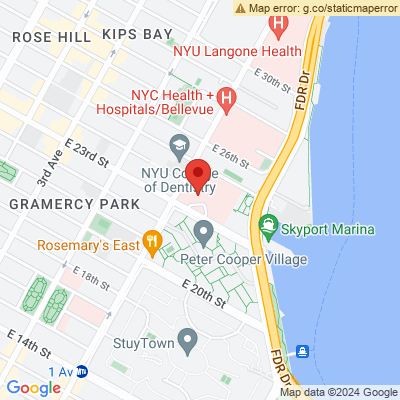 Map error: g.co/staticmaperror
ROSE HILL
KIPS BAY
NYU Langone Health
E 30th St
FDR Dr
NYC Health +
Hospitals/Bellevue
E 23rd St
3rd Ave
E 26th St
NYU College
of Dentistry
GRAMERCY PARK
Skyport Marina
Rosemary's East
Peter Cooper Village
E 18th St
E 20th St
E 14th St
StuyTown
FDR Dr
1 Av
Google
Map data ©2024 Google